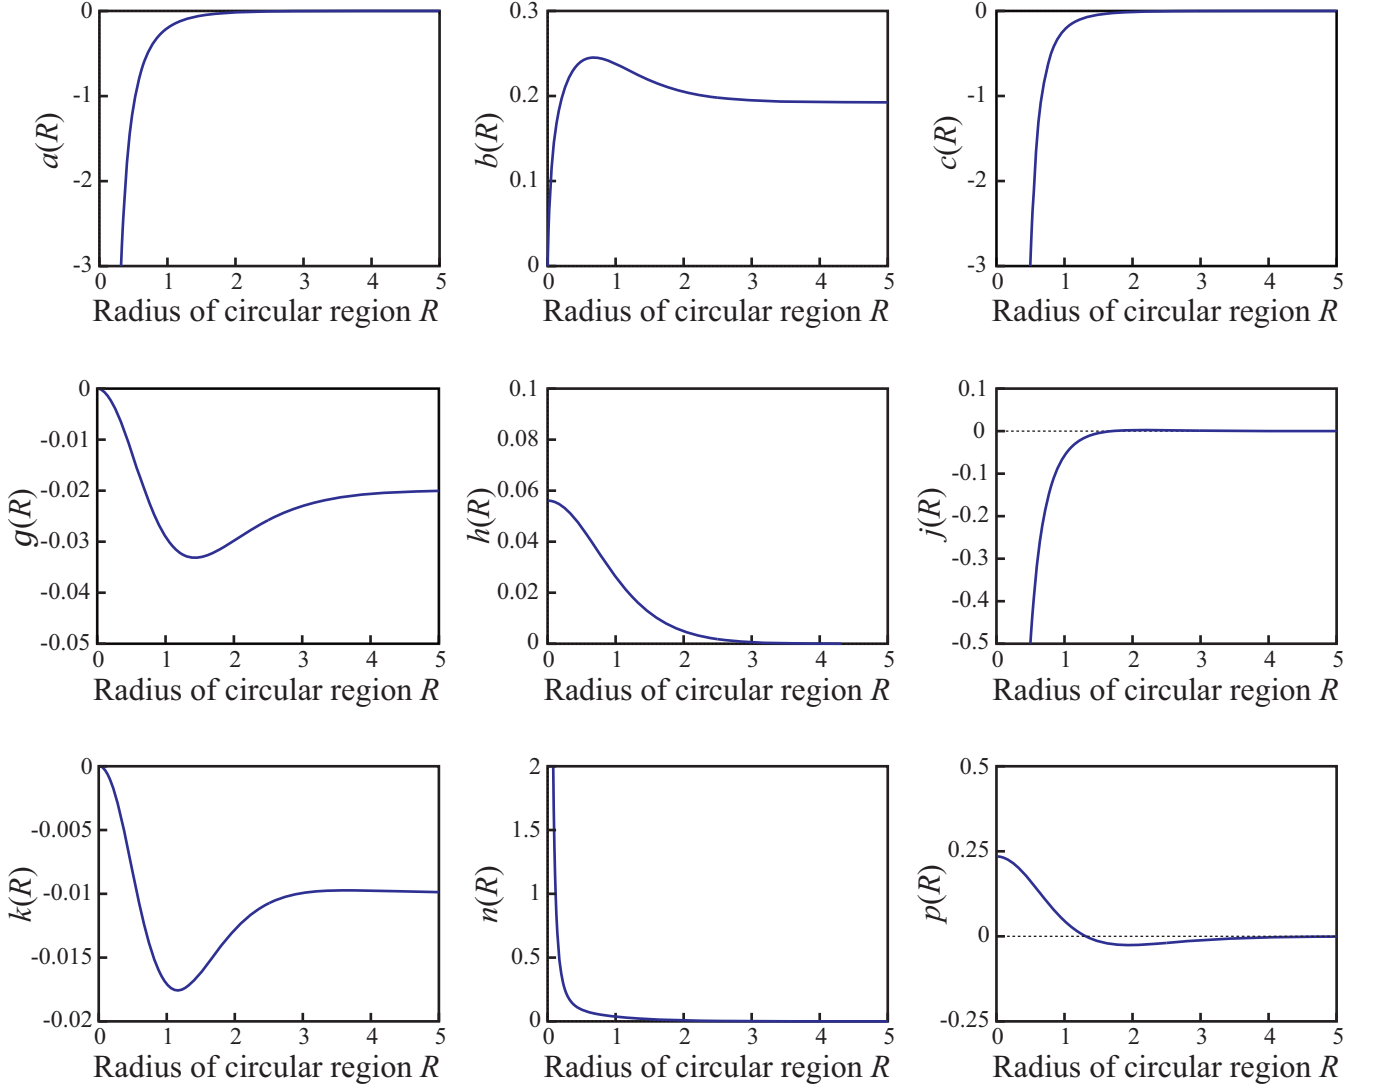 0
-1
-2
-3
a(R)
0 1 2 3 4 5
Radius of circular region R
0.3
0.2
0.1
0
b(R)
0 1 2 3 4 5
Radius of circular region R
0
-1
-2
-3
c(R)
0 1 2 3 4 5
Radius of circular region R
0
-0.01
-0.02
-0.03
-0.04
-0.05
g(R)
0 1 2 3 4 5
Radius of circular region R
0.1
0.08
0.06
0.04
0.02
0
h(R)
0 1 2 3 4 5
Radius of circular region R
0.1
0
-0.1
-0.2
-0.3
-0.4
-0.5
j(R)
0 1 2 3 4 5
Radius of circular region R
0
-0.005
-0.01
-0.015
-0.02
k(R)
0 1 2 3 4 5
Radius of circular region R
2
1.5
1
0.5
0
n(R)
0 1 2 3 4 5
Radius of circular region R
0.5
0.25
0
-0.25
p(R)
0 1 2 3 4 5
Radius of circular region R